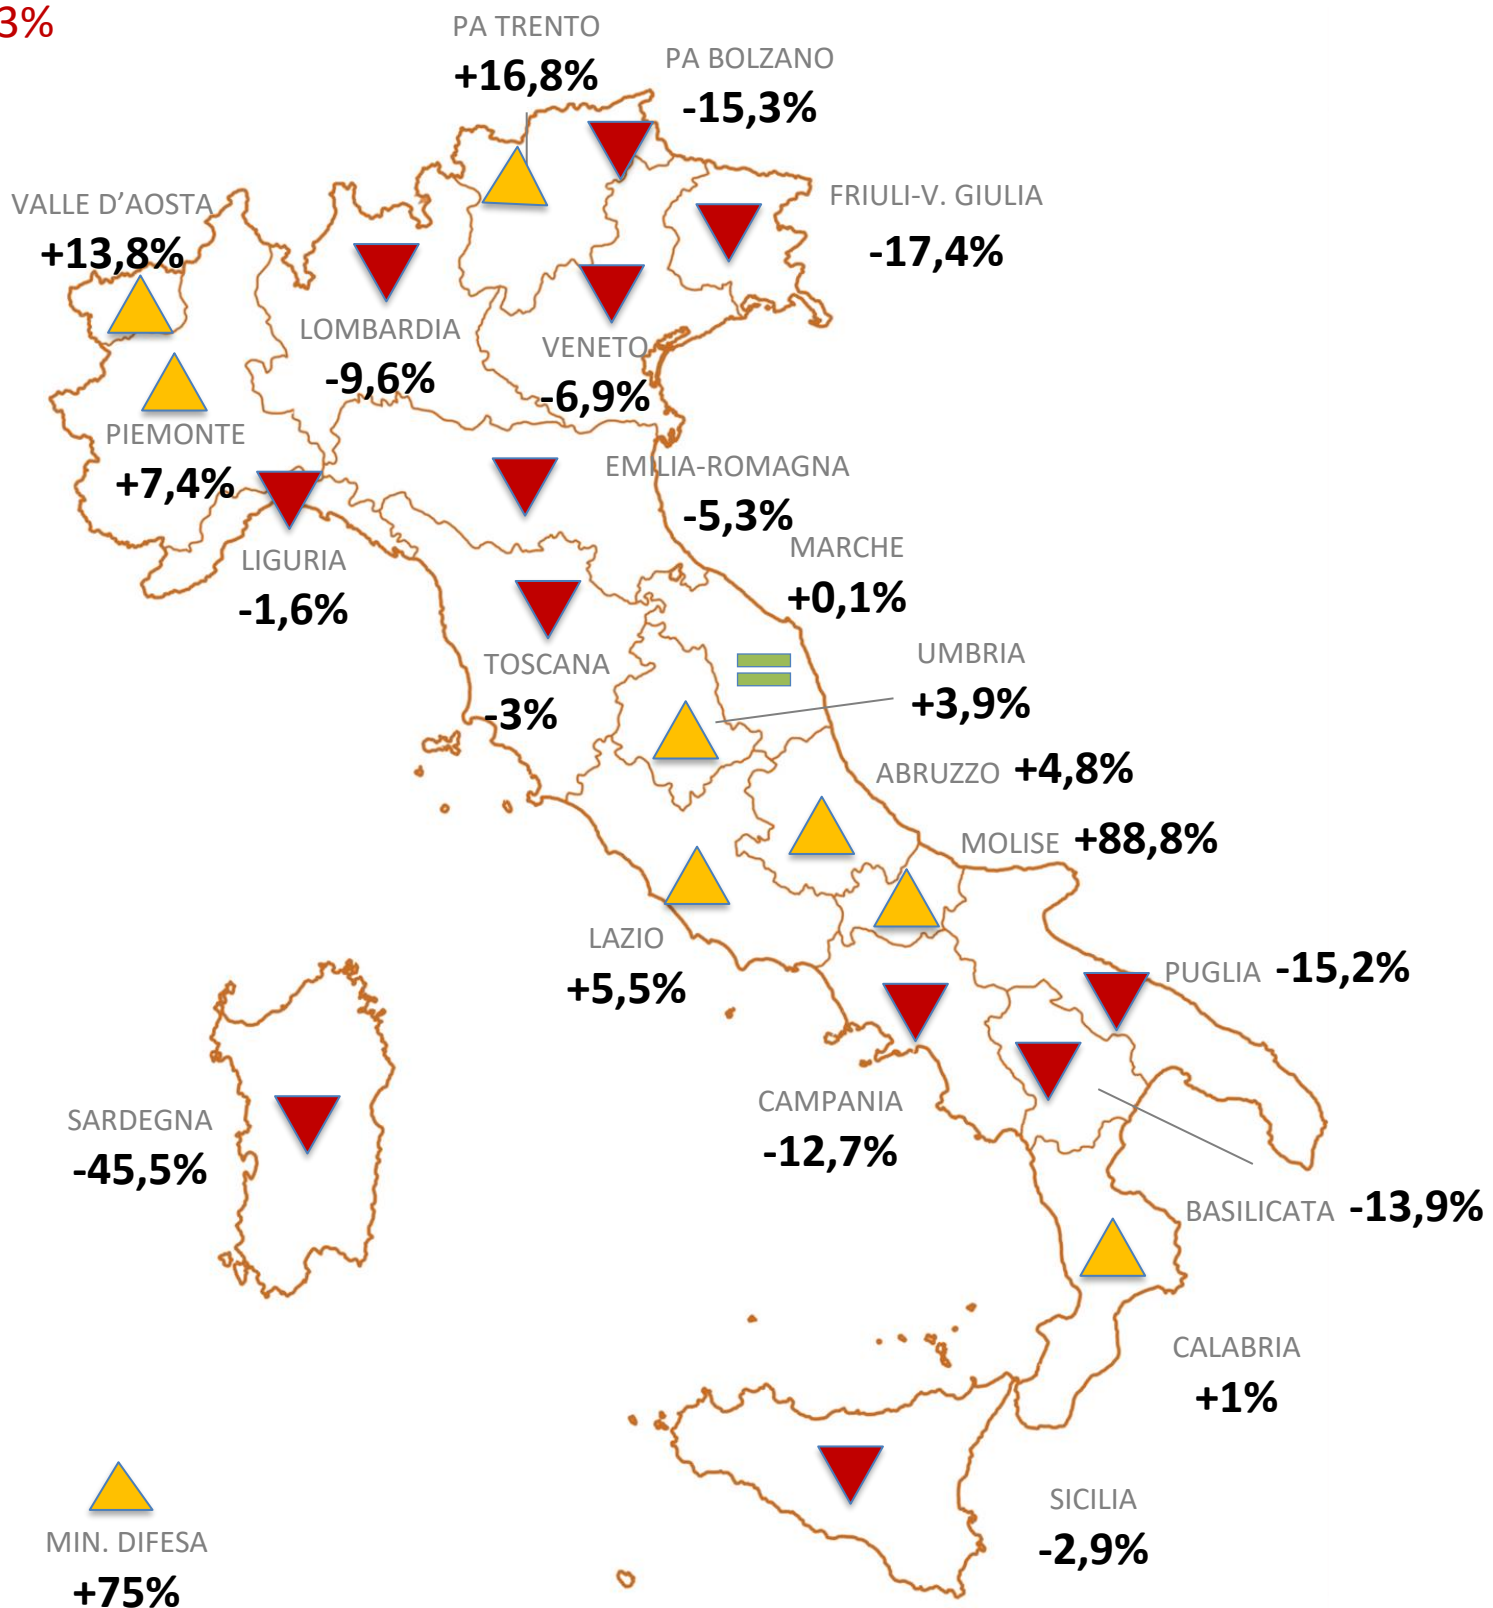 3%
PA TRENTO
+16,8%
PA BOLZANO
-15,3%
VALLE D’AOSTA
+13,8%
FRIULI-V. GIULIA
-17,4%
LOMBARDIA
-9,6%
VENETO
-6,9%
PIEMONTE
+7,4%
EMILIA-ROMAGNA
-5,3%
LIGURIA
-1,6%
MARCHE
+0,1%
TOSCANA
-3%
UMBRIA
+3,9%
ABRUZZO +4,8%
MOLISE +88,8%
LAZIO
+5,5%
PUGLIA -15,2%
CAMPANIA
-12,7%
SARDEGNA
-45,5%
BASILICATA -13,9%
CALABRIA
+1%
SICILIA
-2,9%
MIN. DIFESA
+75%